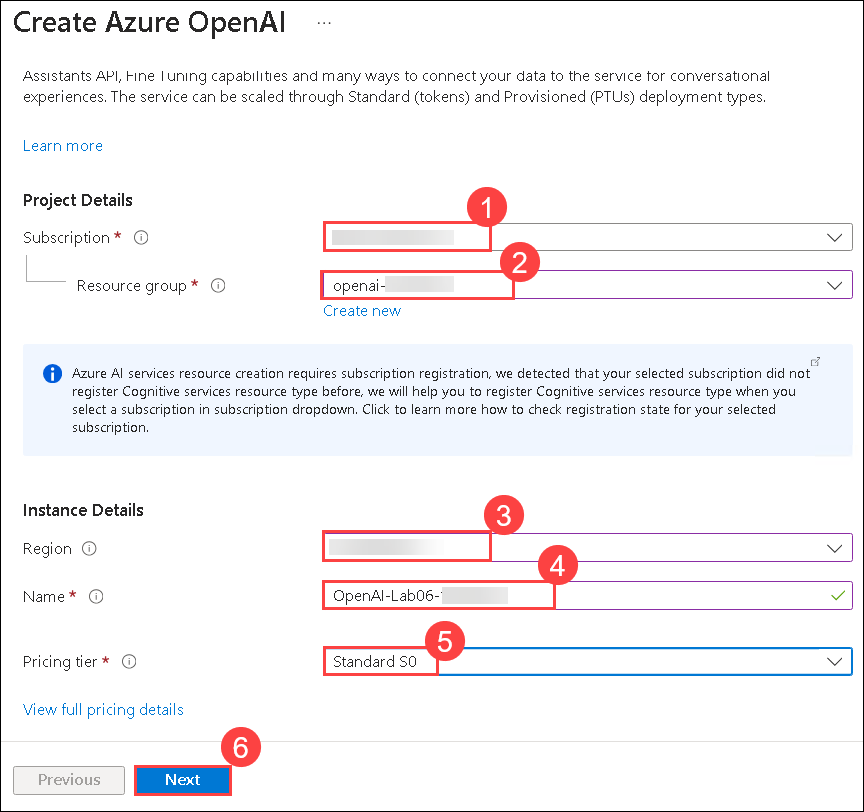 Create Azure OpenAI ...
Assistants API, Fine Tuning capabilities and many ways to connect your data to the service for conversational
experiences. The service can be scaled through Standard (tokens) and Provisioned (PTUs) deployment types.
Learn more
Project Details
1
Subscription *
2
Resource group * openai-
Create new
Azure AI services resource creation requires subscription registration, we detected that your selected subscription did not
register Cognitive services resource type before, we will help you to register Cognitive services resource type when you
select a subscription in subscription dropdown. Click to learn more how to check registration state for your selected
subscription.
Instance Details
3
Region
4
Name * OpenAI-Lab06-
5
Pricing tier * Standard S0
View full pricing details
6
Previous Next